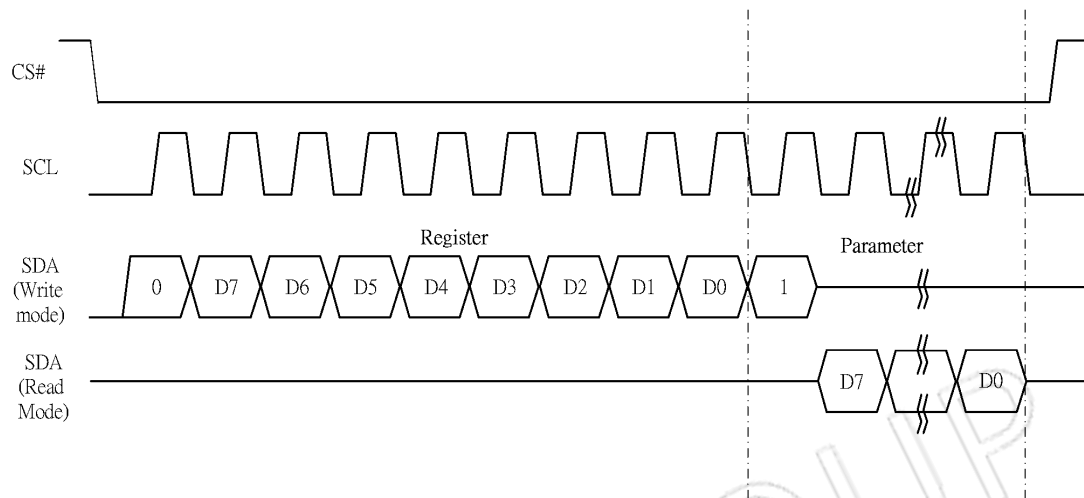 CS#
SCL
Register
Parameter
SDA
(Write
mode)
0 D7 D6 D5 D4 D3 D2 D1 D0 1
SDA
(Read
Mode)
D7 D0